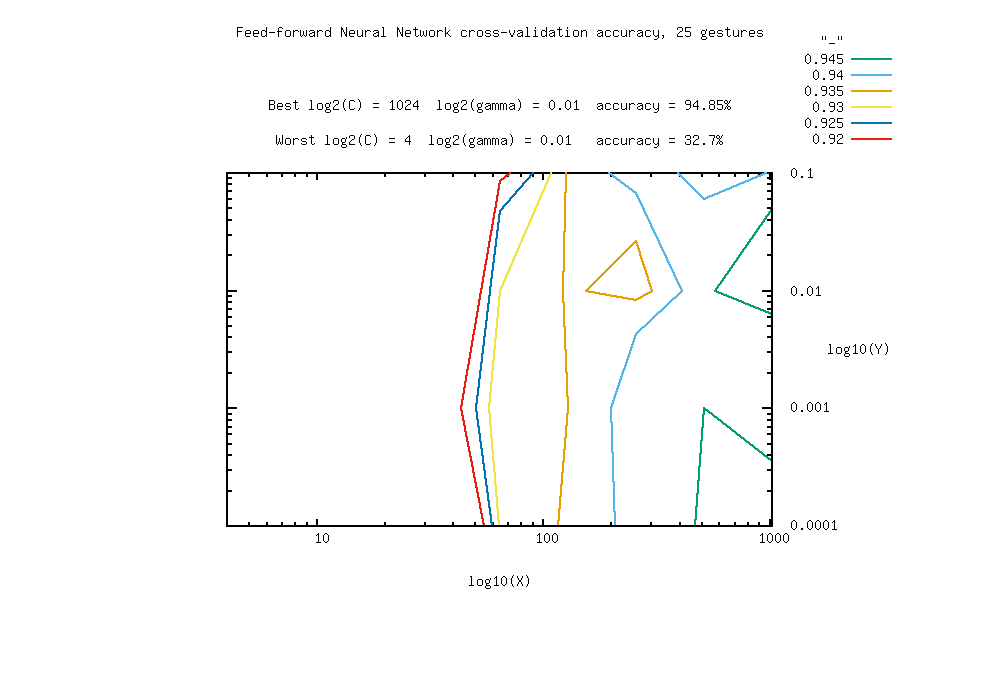 Feed-forward Neural Network cross-validation accuracy, 25 gestures
"_"
0.945
0.94
0.935
0.93
0.925
0.92
Best log2(C) = 1024  log2(gamma) = 0.01  accuracy = 94.85%
Worst log2(C) = 4  log2(gamma) = 0.01   accuracy = 32.7%
0.1
0.01
log10(Y)
0.001
0.0001
10
100
1000
log10(X)